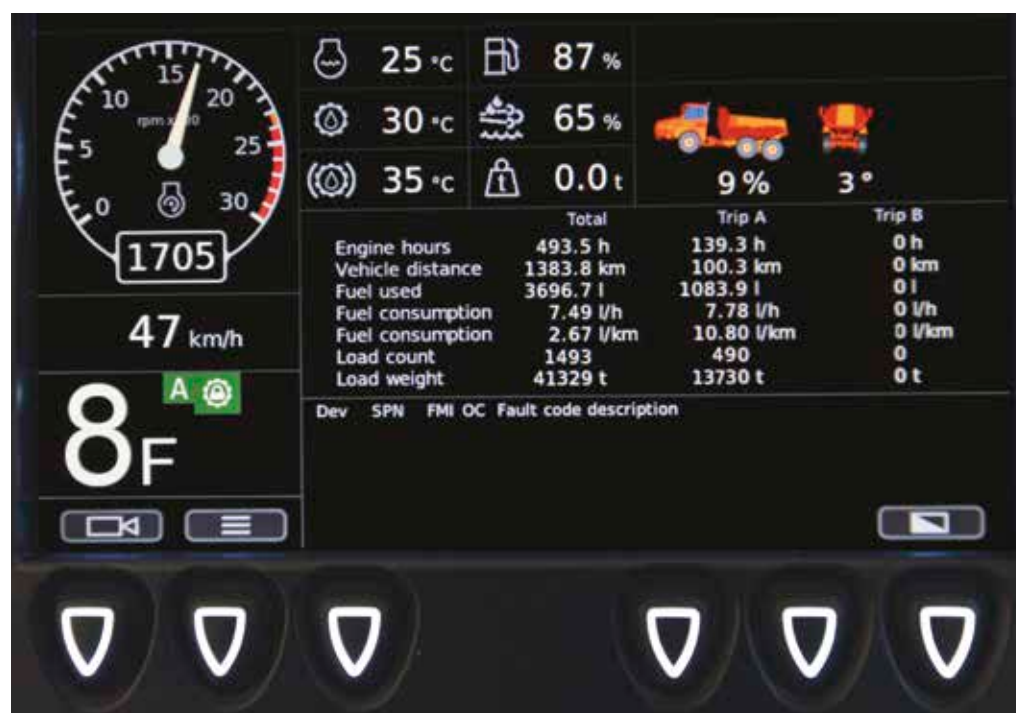 15
10
20
5
25
0
30
1705
47 km/h
A
8F
25 °C
87 %
30 °C
65 %
35 °C
t
0.0 t
9% 3°
Total Trip A Trip B
Engine hours 493.5 h 139.3 h 0 h
Vehicle distance 1383.8 km 100.3 km 0 km
Fuel used 3696.7 l 1083.9 l 0 l
Fuel consumption 7.49 l/h 7.78 l/h 0 l/h
Fuel consumption 2.67 l/km 10.80 l/km 0 l/km
Load count 1493 490 0
Load weight 41329 t 13730 t 0 t
Dev SPN FMI OC Fault code description